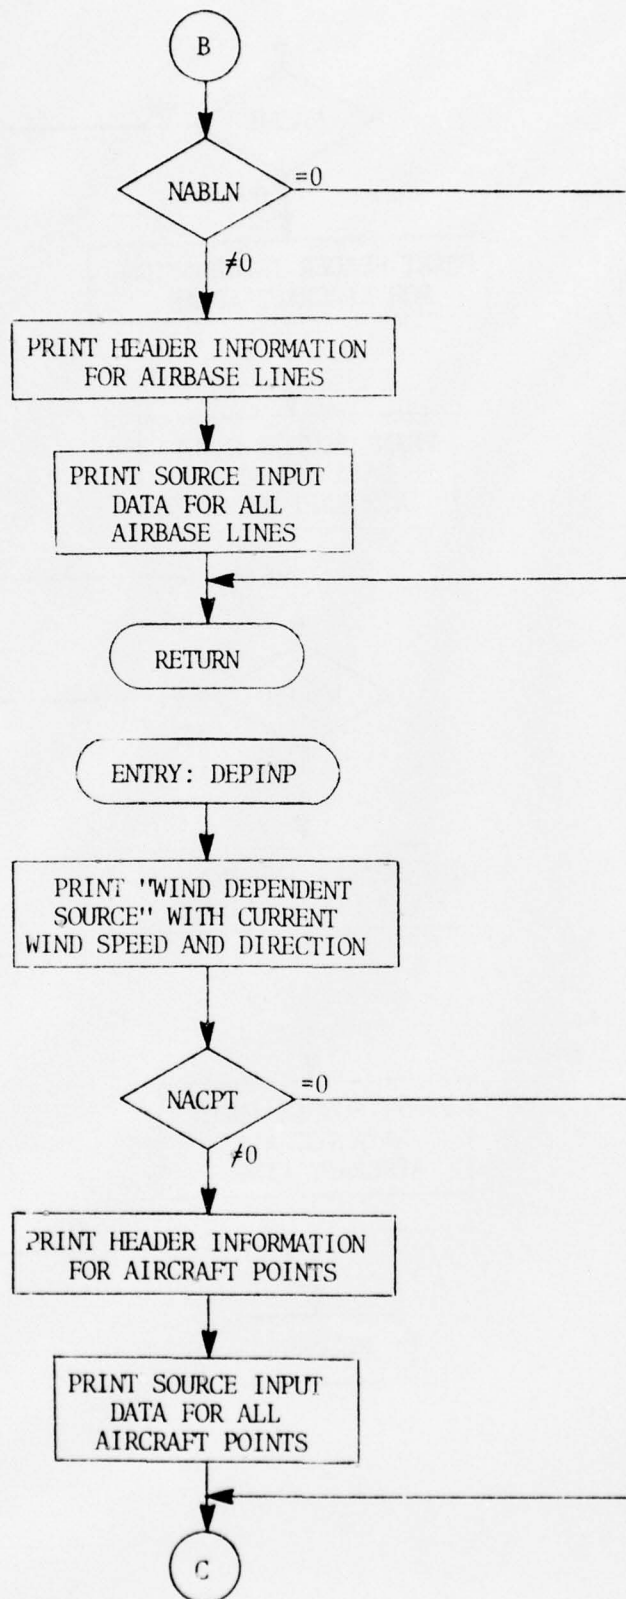 B
NABLN
=0
≠0
PRINT HEADER INFORMATION
FOR AIRBASE LINES
PRINT SOURCE INPUT
DATA FOR ALL
AIRBASE LINES
RETURN
ENTRY: DEPINP
PRINT "WIND DEPENDENT
SOURCE" WITH CURRENT
WIND SPEED AND DIRECTION
NACPT
=0
≠0
PRINT HEADER INFORMATION
FOR AIRCRAFT POINTS
PRINT SOURCE INPUT
DATA FOR ALL
AIRCRAFT POINTS
C